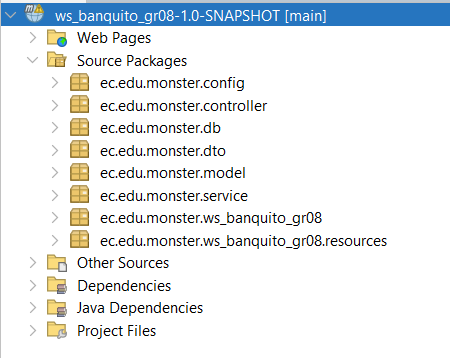 ws_banquito_gr08-1.0-SNAPSHOT [main]
Web Pages
Source Packages
ec.edu.monster.config
ec.edu.monster.controller
ec.edu.monster.db
ec.edu.monster.dto
ec.edu.monster.model
ec.edu.monster.service
ec.edu.monster.ws_banquito_gr08
ec.edu.monster.ws_banquito_gr08.resources
Other Sources
Dependencies
Java Dependencies
Project Files